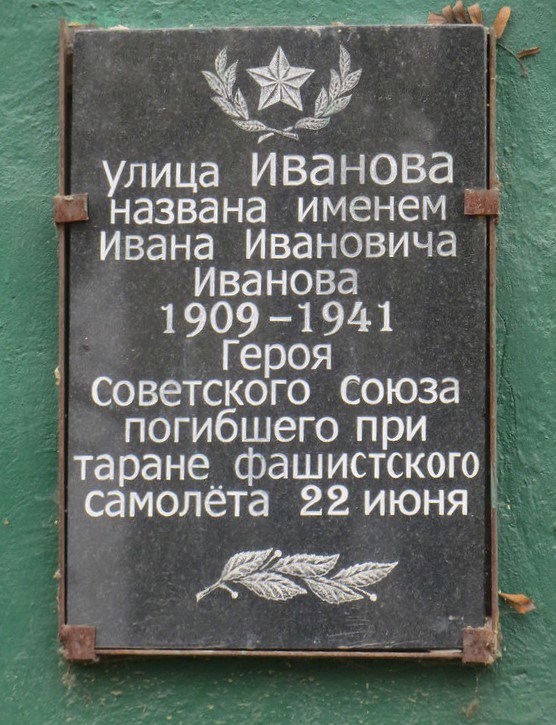 улица Иванова
названа именем
Ивана Ивановича
Иванова
1909 – 1941
Героя
Советского Союза
погибшего при
таране фашистского
самолёта 22 июня